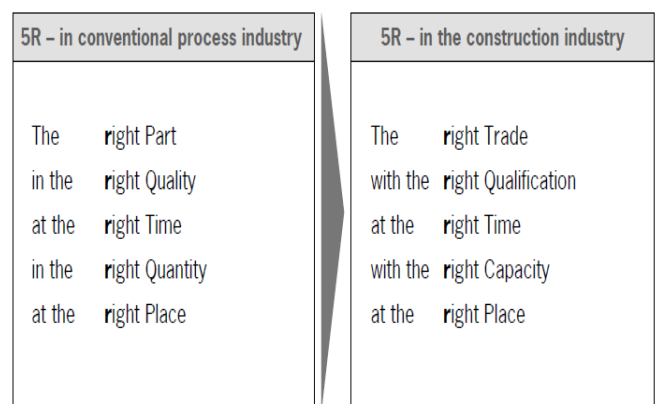 5R – in conventional process industry
The right Part
in the right Quality
at the right Time
in the right Quantity
at the right Place
5R – in the construction industry
The right Trade
with the right Qualification
at the right Time
with the right Capacity
at the right Place